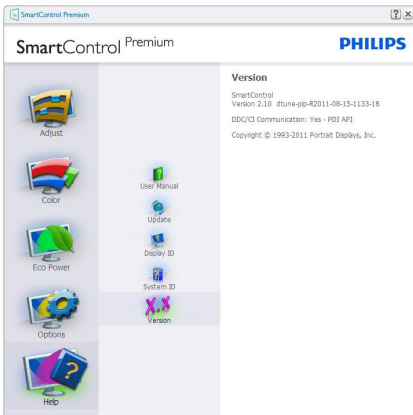 SmartControl Premium
SmartControl Premium
PHILIPS
Adjust
Color
Eco Power
Options
Help
User Manual
Update
Display ID
System ID
Version
Version
SmartControl
Version 2.10 dtune-plp-R2011-08-15-1133-18
DDC/CI Communication: Yes - PDI API
Copyright © 1993-2011 Portrait Displays, Inc.